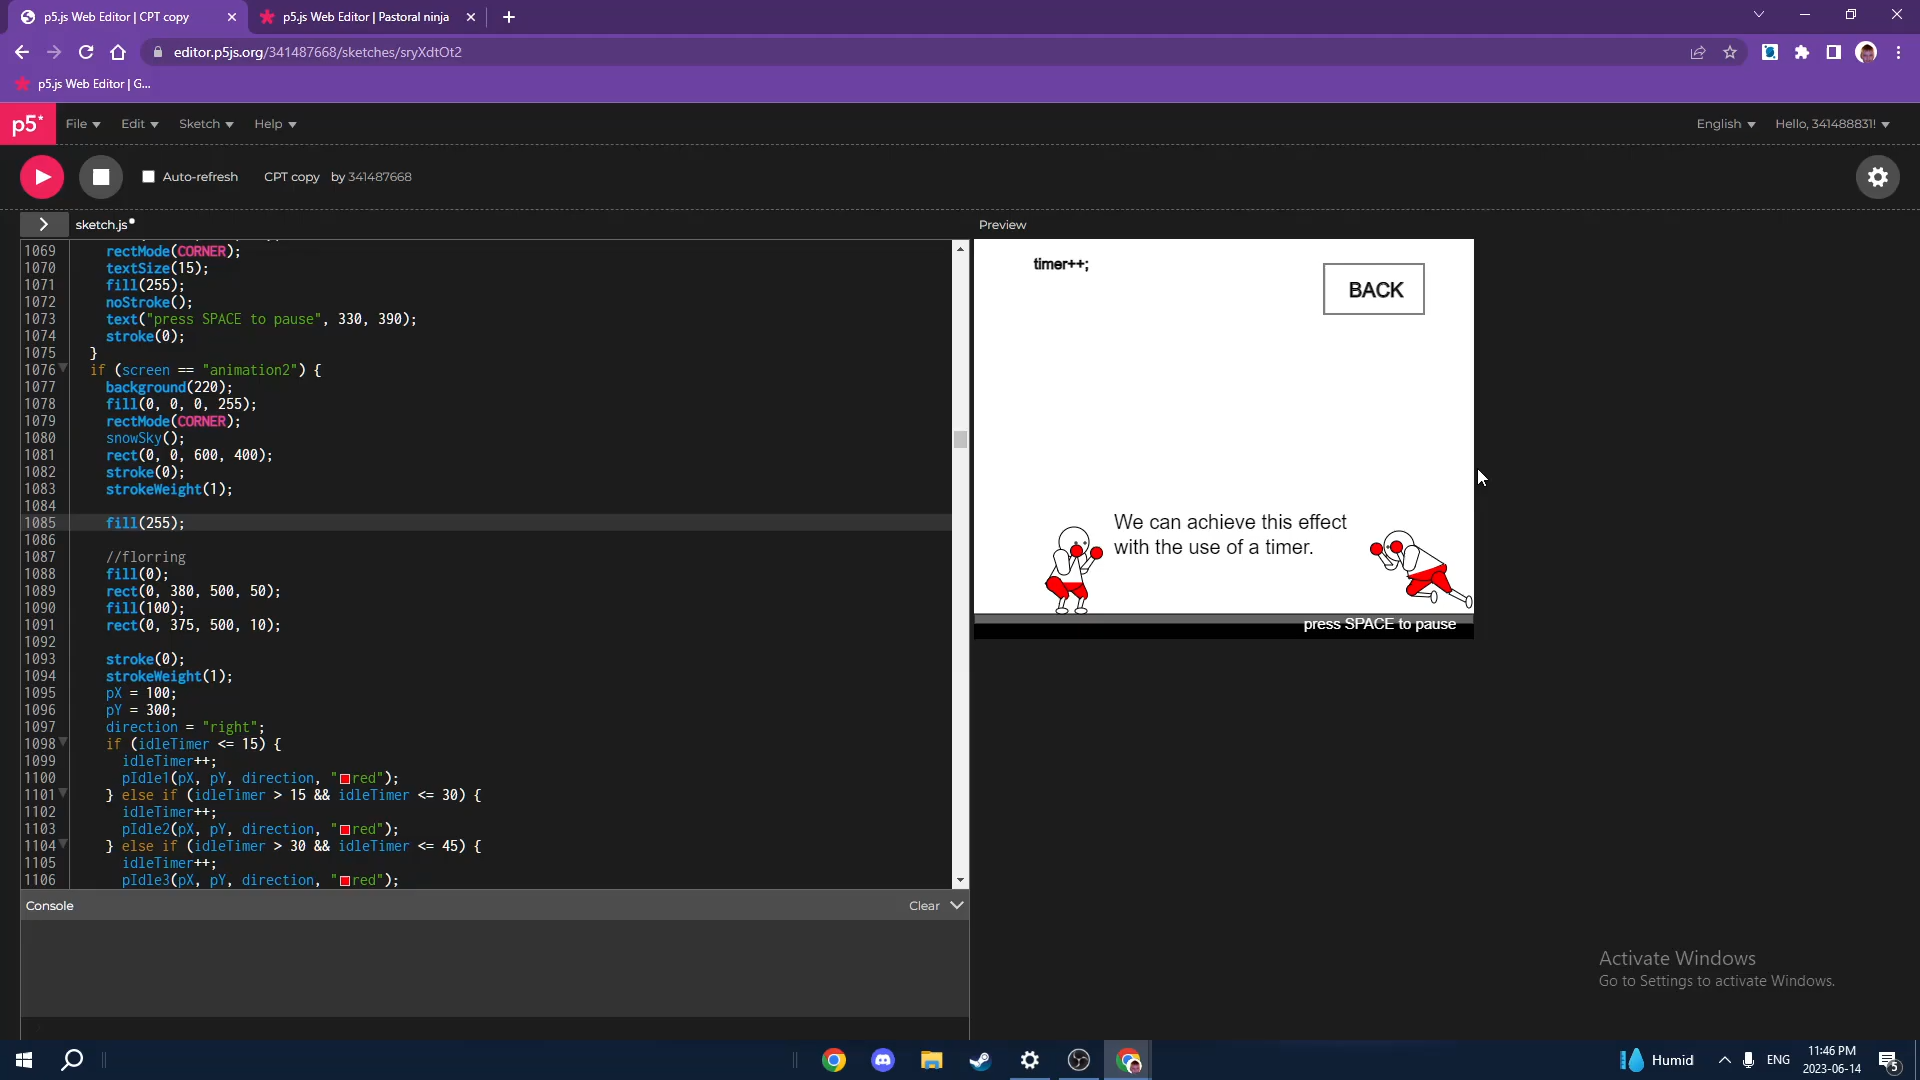 p5.js Web Editor | CPT copy
p5.js Web Editor | Pastoral ninja
editor.p5js.org/341487668/sketches/sryXdtOt2
p5.js Web Editor | G...
p5*
File
Edit
Sketch
Help
English
Hello, 341488831!
Auto-refresh
CPT copy
by 341487668
sketch.js
Preview
1069 rectMode(CORNER);
1070 textSize(15);
1071 fill(255);
1072 noStroke();
1073 text("press SPACE to pause", 330, 390);
1074 stroke(0);
1075 }
1076 if (screen == "animation2") {
1077 background(220);
1078 fill(0, 0, 0, 255);
1079 rectMode(CORNER);
1080 snowSky();
1081 rect(0, 0, 600, 400);
1082 stroke(0);
1083 strokeWeight(1);
1084
1085 fill(255);
1086
1087 //florring
1088 fill(0);
1089 rect(0, 380, 500, 50);
1090 fill(100);
1091 rect(0, 375, 500, 10);
1092
1093 stroke(0);
1094 strokeWeight(1);
1095 pX = 100;
1096 pY = 300;
1097 direction = "right";
1098 if (idleTimer <= 15) {
1099 idleTimer++;
1100 pIdle1(pX, pY, direction, "red");
1101 } else if (idleTimer > 15 && idleTimer <= 30) {
1102 idleTimer++;
1103 pIdle2(pX, pY, direction, "red");
1104 } else if (idleTimer > 30 && idleTimer <= 45) {
1105 idleTimer++;
1106 pIdle3(pX, pY, direction, "red");
timer++;
BACK
We can achieve this effect
with the use of a timer.
press SPACE to pause
Console
Clear
Activate Windows
Go to Settings to activate Windows.
Humid
ENG
11:46 PM
2023-06-14
5